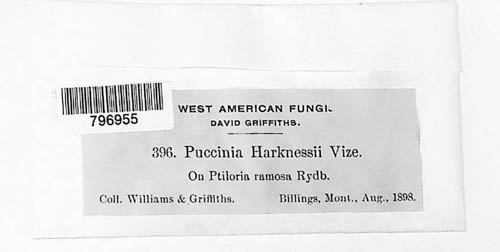 WEST AMERICAN FUNGI.
DAVID GRIFFITHS.
796955
396. Puccinia Harknessii Vize.
On Ptiloria ramosa Rydb.
Coll. Williams & Griffiths. Billings, Mont., Aug., 1898.